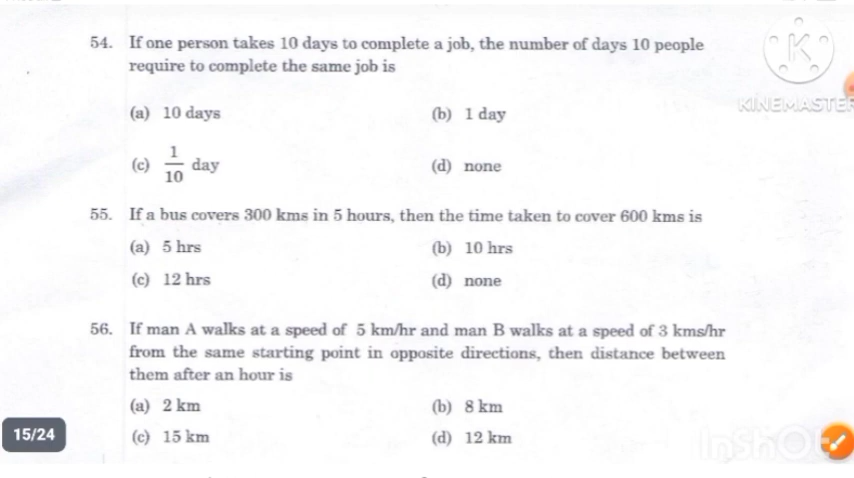 54. If one person takes 10 days to complete a job, the number of days 10 people
require to complete the same job is
(a) 10 days (b) 1 day
(c) 1/10 day (d) none
55. If a bus covers 300 kms in 5 hours, then the time taken to cover 600 kms is
(a) 5 hrs (b) 10 hrs
(c) 12 hrs (d) none
56. If man A walks at a speed of 5 km/hr and man B walks at a speed of 3 kms/hr
from the same starting point in opposite directions, then distance between
them after an hour is
(a) 2 km (b) 8 km
(c) 15 km (d) 12 km
15/24
K
KINEMASTER
InShO